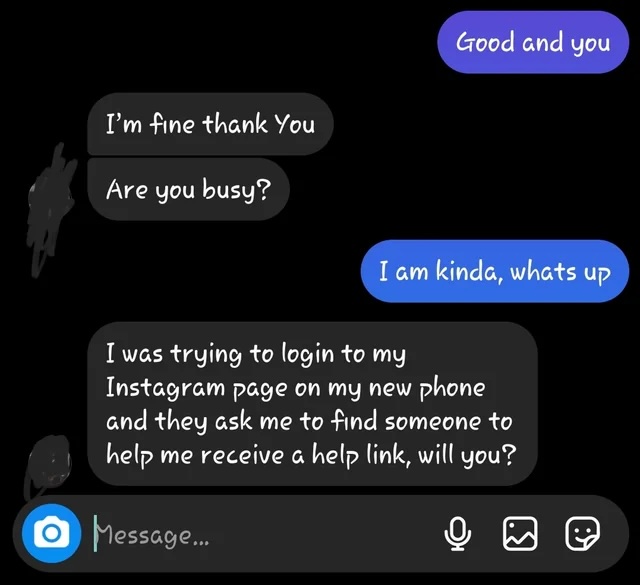 Good and you
I'm fine thank You
Are you busy?
I am kinda, whats up
I was trying to login to my
Instagram page on my new phone
and they ask me to find someone to
help me receive a help link, will you?
Message...